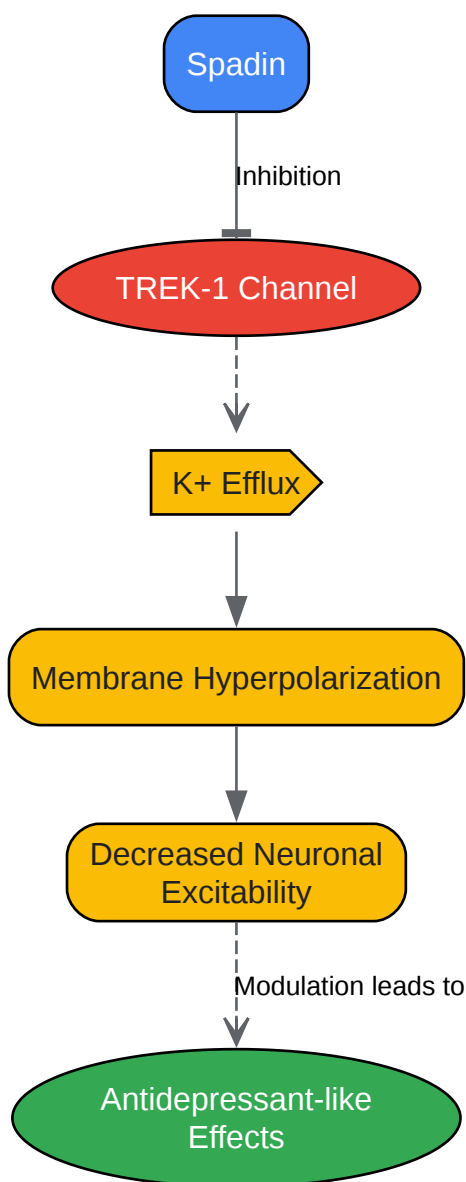 Spadin
Inhibition
TREK-1 Channel
K+ Efflux
Membrane Hyperpolarization
Decreased Neuronal
Excitability
Modulation leads to
Antidepressant-like
Effects